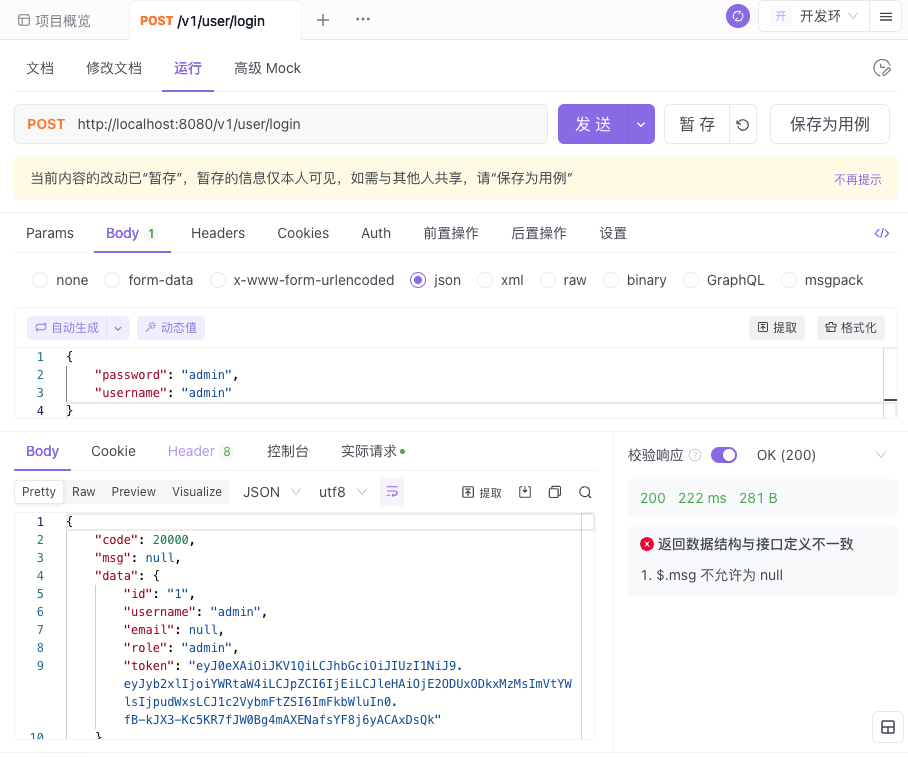 项目概览
POST /v1/user/login
开 开发环
文档 修改文档 运行 高级 Mock
POST http://localhost:8080/v1/user/login
发 送
暂 存
保存为用例
当前内容的改动已“暂存”，暂存的信息仅本人可见，如需与其他人共享，请“保存为用例” 不再提示
Params Body 1 Headers Cookies Auth 前置操作 后置操作 设置 </>
none form-data x-www-form-urlencoded json xml raw binary GraphQL msgpack
自动生成 动态值 提取 格式化
1 {
2 "password": "admin",
3 "username": "admin"
4 }
Body Cookie Header 8 控制台 实际请求
Pretty Raw Preview Visualize JSON utf8 提取
1 {
2 "code": 20000,
3 "msg": null,
4 "data": {
5 "id": "1",
6 "username": "admin",
7 "email": null,
8 "role": "admin",
9 "token": "eyJ0eXAiOiJKV1QiLCJhbGciOiJIUzI1NiJ9.
eyJyb2xlIjoiYWRtaW4iLCJpZCI6IjEiLCJleHAiOjE2ODUxODkxMzMsImVtYW
lsIjpudWxsLCJ1c2VybmFtZSI6ImFkbWluIn0.
fB-kJX3-Kc5KR7fJW0Bg4mAXENafsYF8j6yACAxDsQk"
10 }
校验响应 OK (200)
200 222 ms 281 B
返回数据结构与接口定义不一致
1. $.msg 不允许为 null